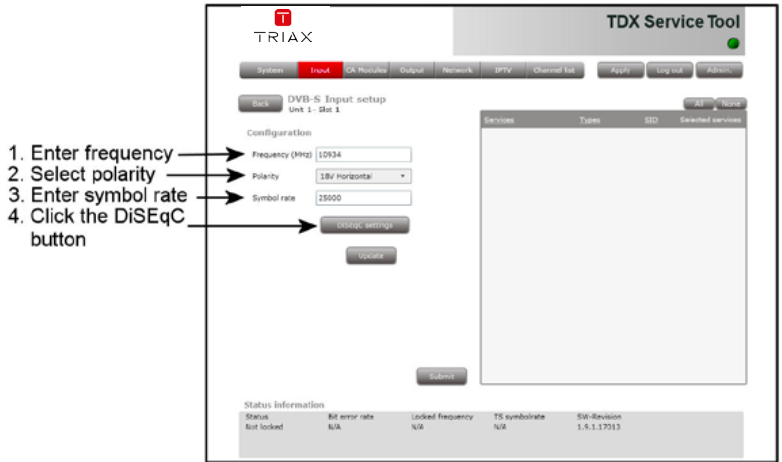 TRIAX
TDX Service Tool
System Input CA Modules Output Network IPTV Channel list Apply Log out Admin.
Back DVB-S Input setup
Unit 1- Slot 1
All None
Services Types SID Selected services
Configuration
1. Enter frequency Frequency (MHz) 10934
2. Select polarity Polarity 18V Horizontal
3. Enter symbol rate Symbol rate 25000
4. Click the DiSEqC
button
DiSEqC settings
Update
Submit
Status information
Status Bit error rate Locked frequency TS symbolrate SW-Revision
Not locked N/A N/A N/A 1.9.1.17013